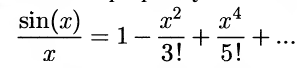 sin(x)/x = 1 − x²/3! + x⁴/5! + ...